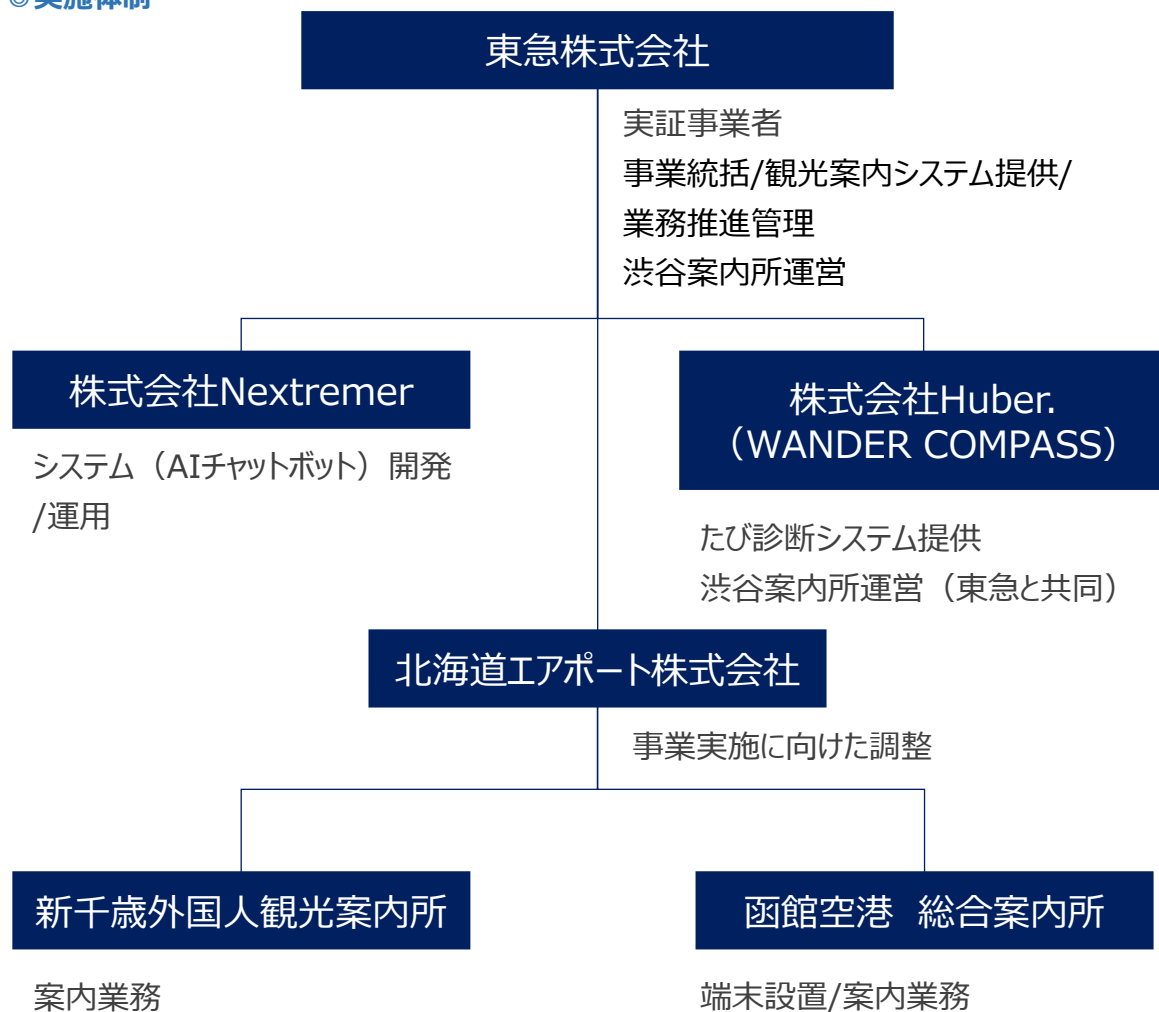 ◎実施体制
東急株式会社
実証事業者
事業統括/観光案内システム提供/
業務推進管理
渋谷案内所運営
株式会社Nextremer
システム（AIチャットボット）開発
/運用
株式会社Huber.
（WANDER COMPASS）
たび診断システム提供
渋谷案内所運営（東急と共同）
北海道エアポート株式会社
事業実施に向けた調整
新千歳外国人観光案内所
案内業務
函館空港　総合案内所
端末設置/案内業務